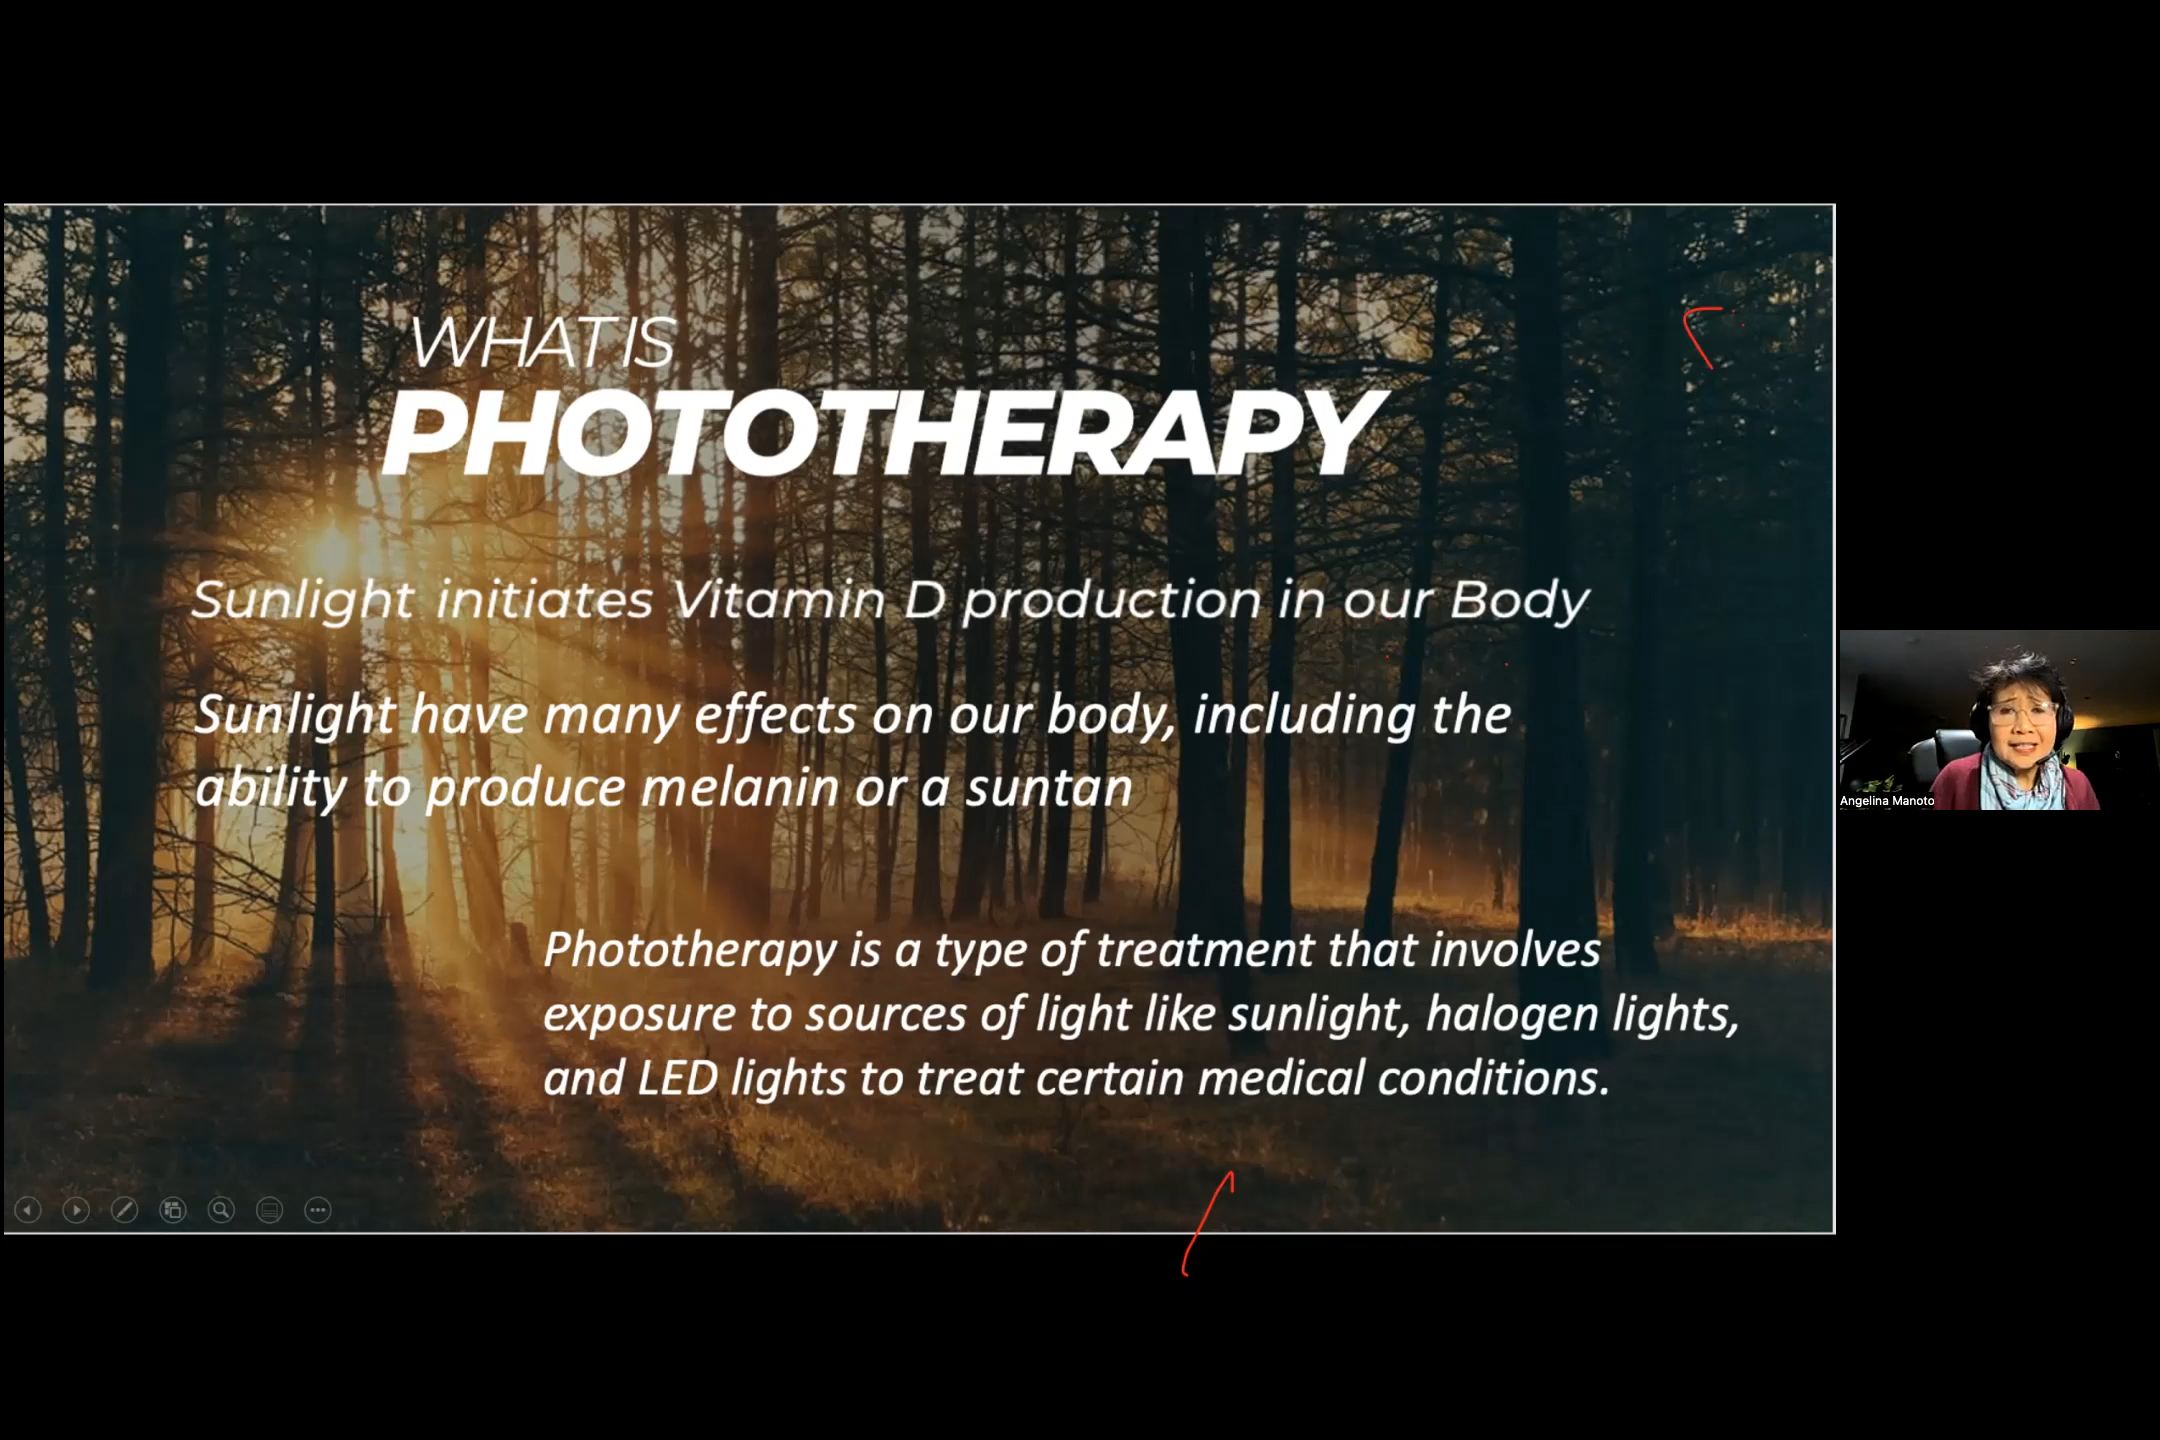 WHAT IS
PHOTOTHERAPY
Sunlight initiates Vitamin D production in our Body
Sunlight have many effects on our body, including the
ability to produce melanin or a suntan
Phototherapy is a type of treatment that involves
exposure to sources of light like sunlight, halogen lights,
and LED lights to treat certain medical conditions.
Angelina Manoto